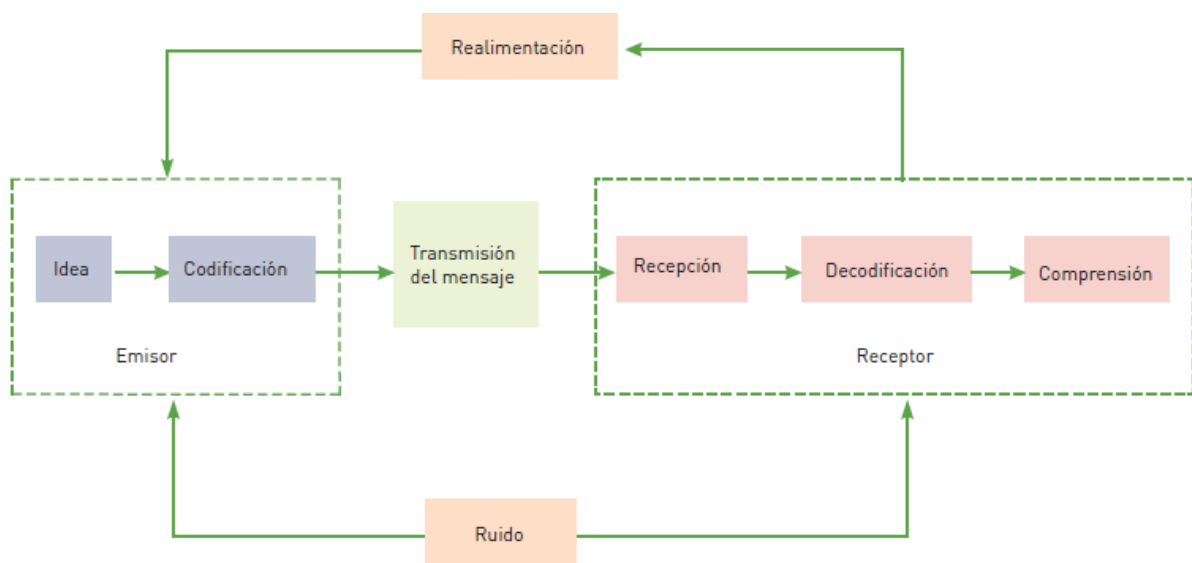 Realimentación
Idea
Codificación
Transmisión
del mensaje
Recepción
Decodificación
Comprensión
Emisor
Receptor
Ruido